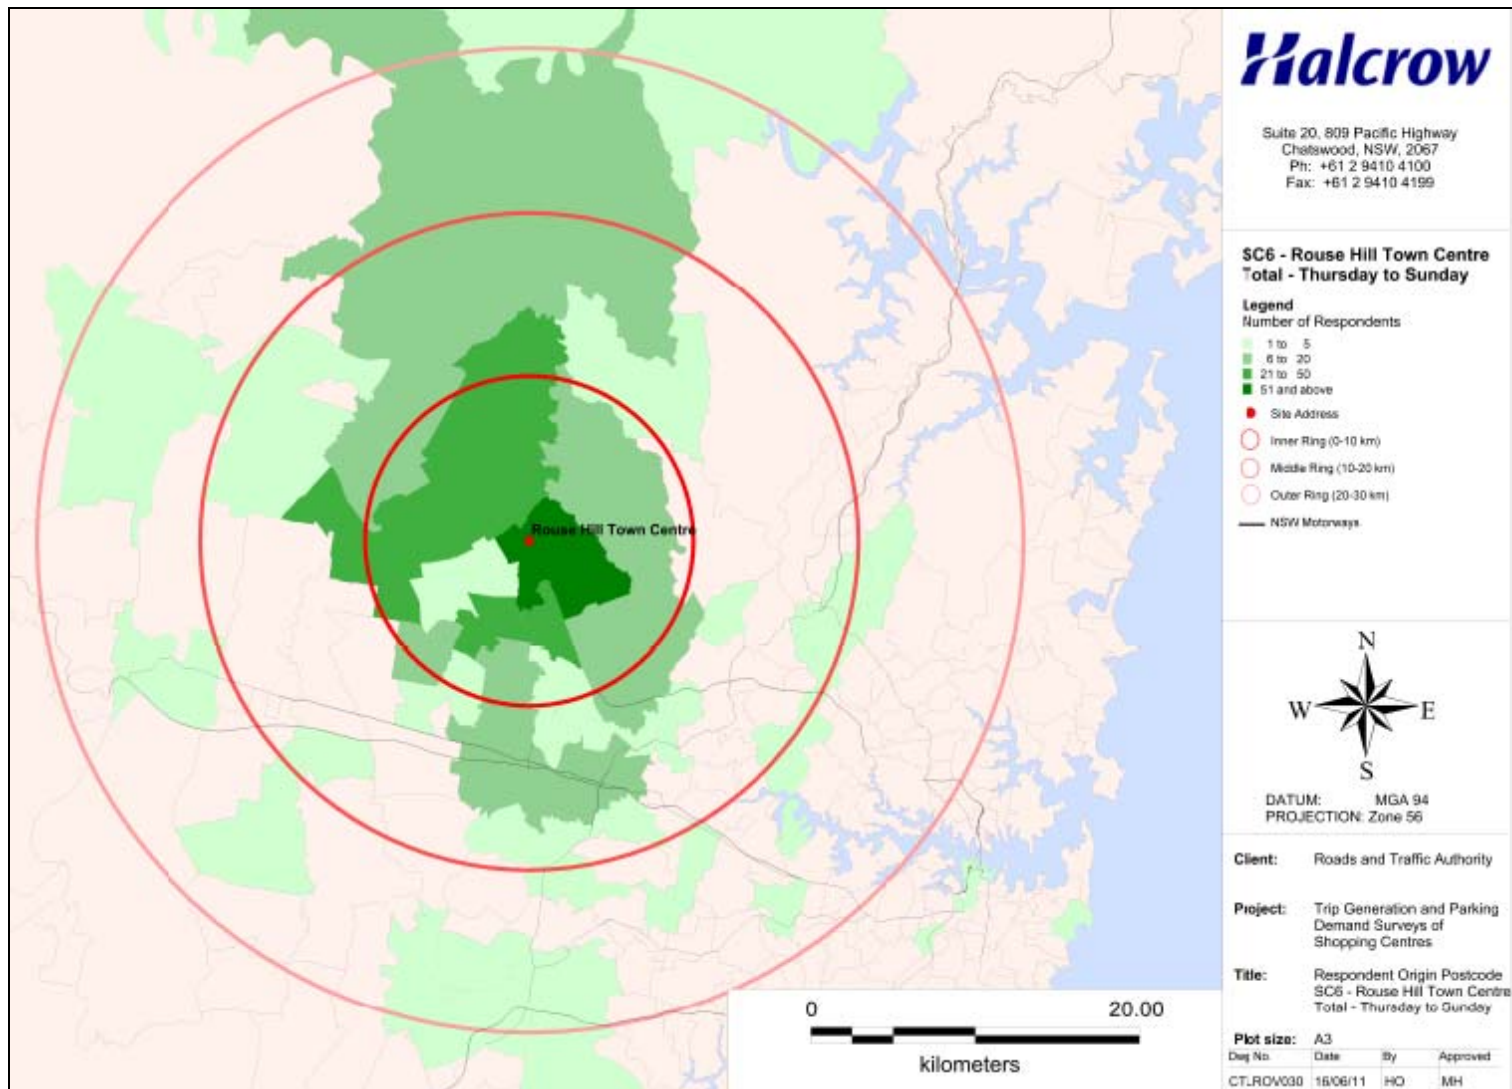 Halcrow
Suite 20, 809 Pacific Highway
Chatswood, NSW, 2067
Ph: +61 2 9410 4100
Fax: +61 2 9410 4199
SC6 - Rouse Hill Town Centre
Total - Thursday to Sunday
Legend
Number of Respondents
1 to 5
6 to 20
21 to 50
51 and above
Site Address
Inner Ring (0-10 km)
Middle Ring (10-20 km)
Outer Ring (20-30 km)
NSW Motorways
Rouse Hill Town Centre
N
W E
S
DATUM: MGA 94
PROJECTION: Zone 56
Client: Roads and Traffic Authority
Project: Trip Generation and Parking
Demand Surveys of
Shopping Centres
Title: Respondent Origin Postcode
SC6 - Rouse Hill Town Centre
Total - Thursday to Sunday
Plot size: A3
Dwg No. Date By Approved
CTLROV030 16/06/11 HO MH
0 20.00
kilometers